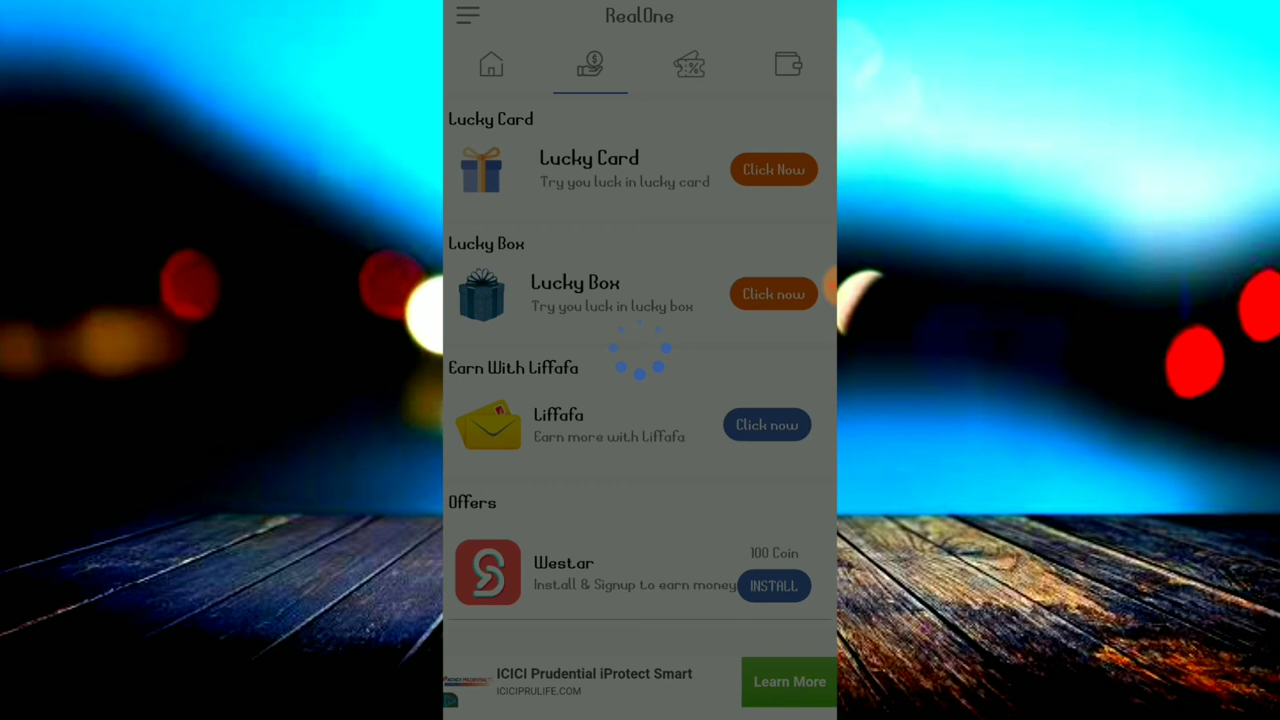 RealOne
Lucky Card
Lucky Card
Try you luck in lucky card
Click Now
Lucky Box
Lucky Box
Try you luck in lucky box
Click now
Earn With Liffafa
Liffafa
Earn more with Liffafa
Click now
Offers
Westar
Install & Signup to earn money
100 Coin
INSTALL
ICICI Prudential iProtect Smart
ICICIPRULIFE.COM
Learn More